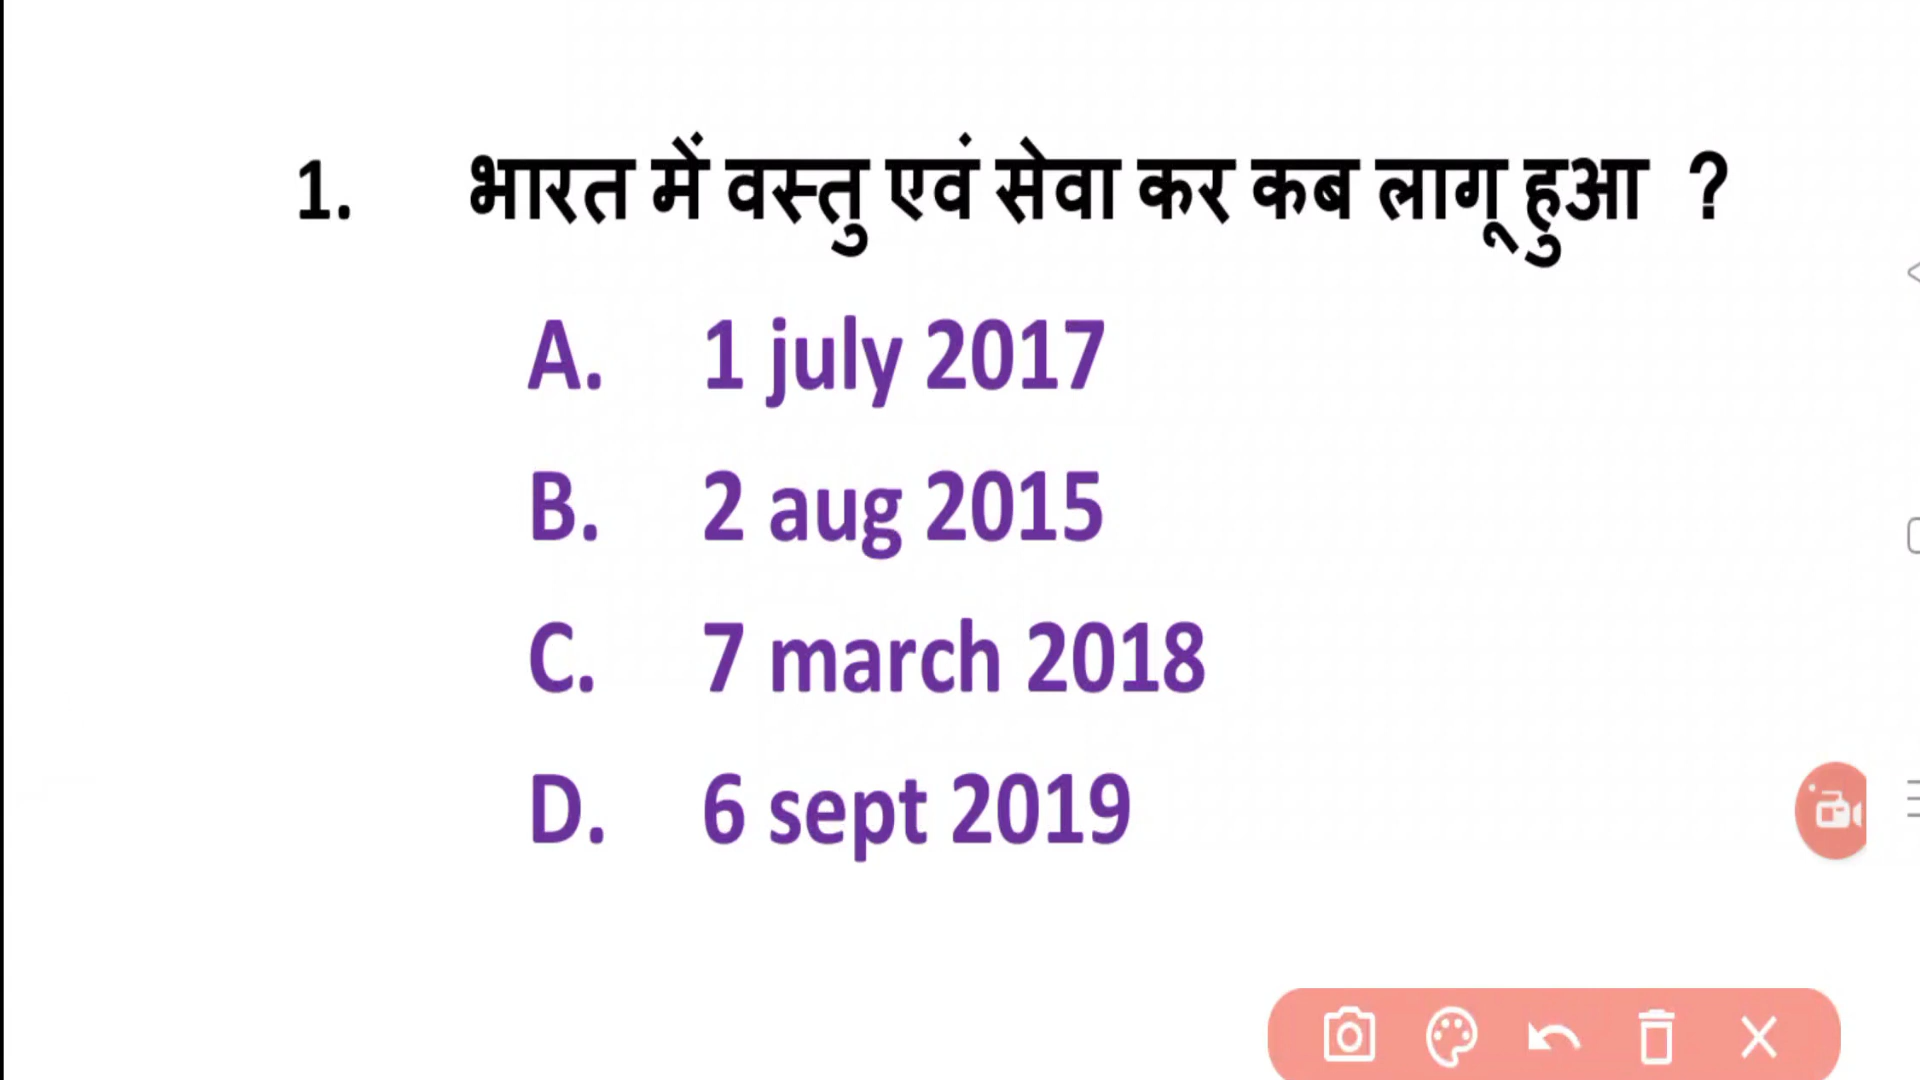 1. भारत में वस्तु एवं सेवा कर कब लागू हुआ ?
A. 1 july 2017
B. 2 aug 2015
C. 7 march 2018
D. 6 sept 2019